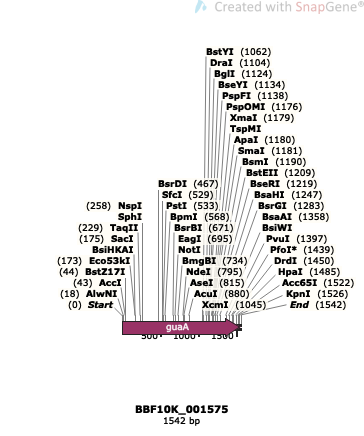 Created with SnapGene®
BstYI (1062)
DraI (1104)
BglI (1124)
BseYI (1134)
PspFI (1138)
PspOMI (1176)
XmaI (1179)
TspMI
ApaI (1180)
SmaI (1181)
BsmI (1190)
BstEII (1209)
BsrDI (467) BseRI (1219)
SfcI (529) BsaHI (1247)
(258) NspI PstI (533) BsrGI (1283)
SphI BpmI (568) BsaAI (1358)
(229) TaqII BsrBI (671) BsiWI
(175) SacI EagI (695) PvuI (1397)
BsiHKAI NotI PfoI* (1439)
(173) Eco53kI BmgBI (734) DrdI (1450)
(44) BstZ17I NdeI (795) HpaI (1485)
(43) AccI AseI (815) Acc65I (1522)
(18) AlwNI AcuI (880) KpnI (1526)
(0) Start XcmI (1045) End (1542)
guaA
500 1000 1500
BBF10K_001575
1542 bp